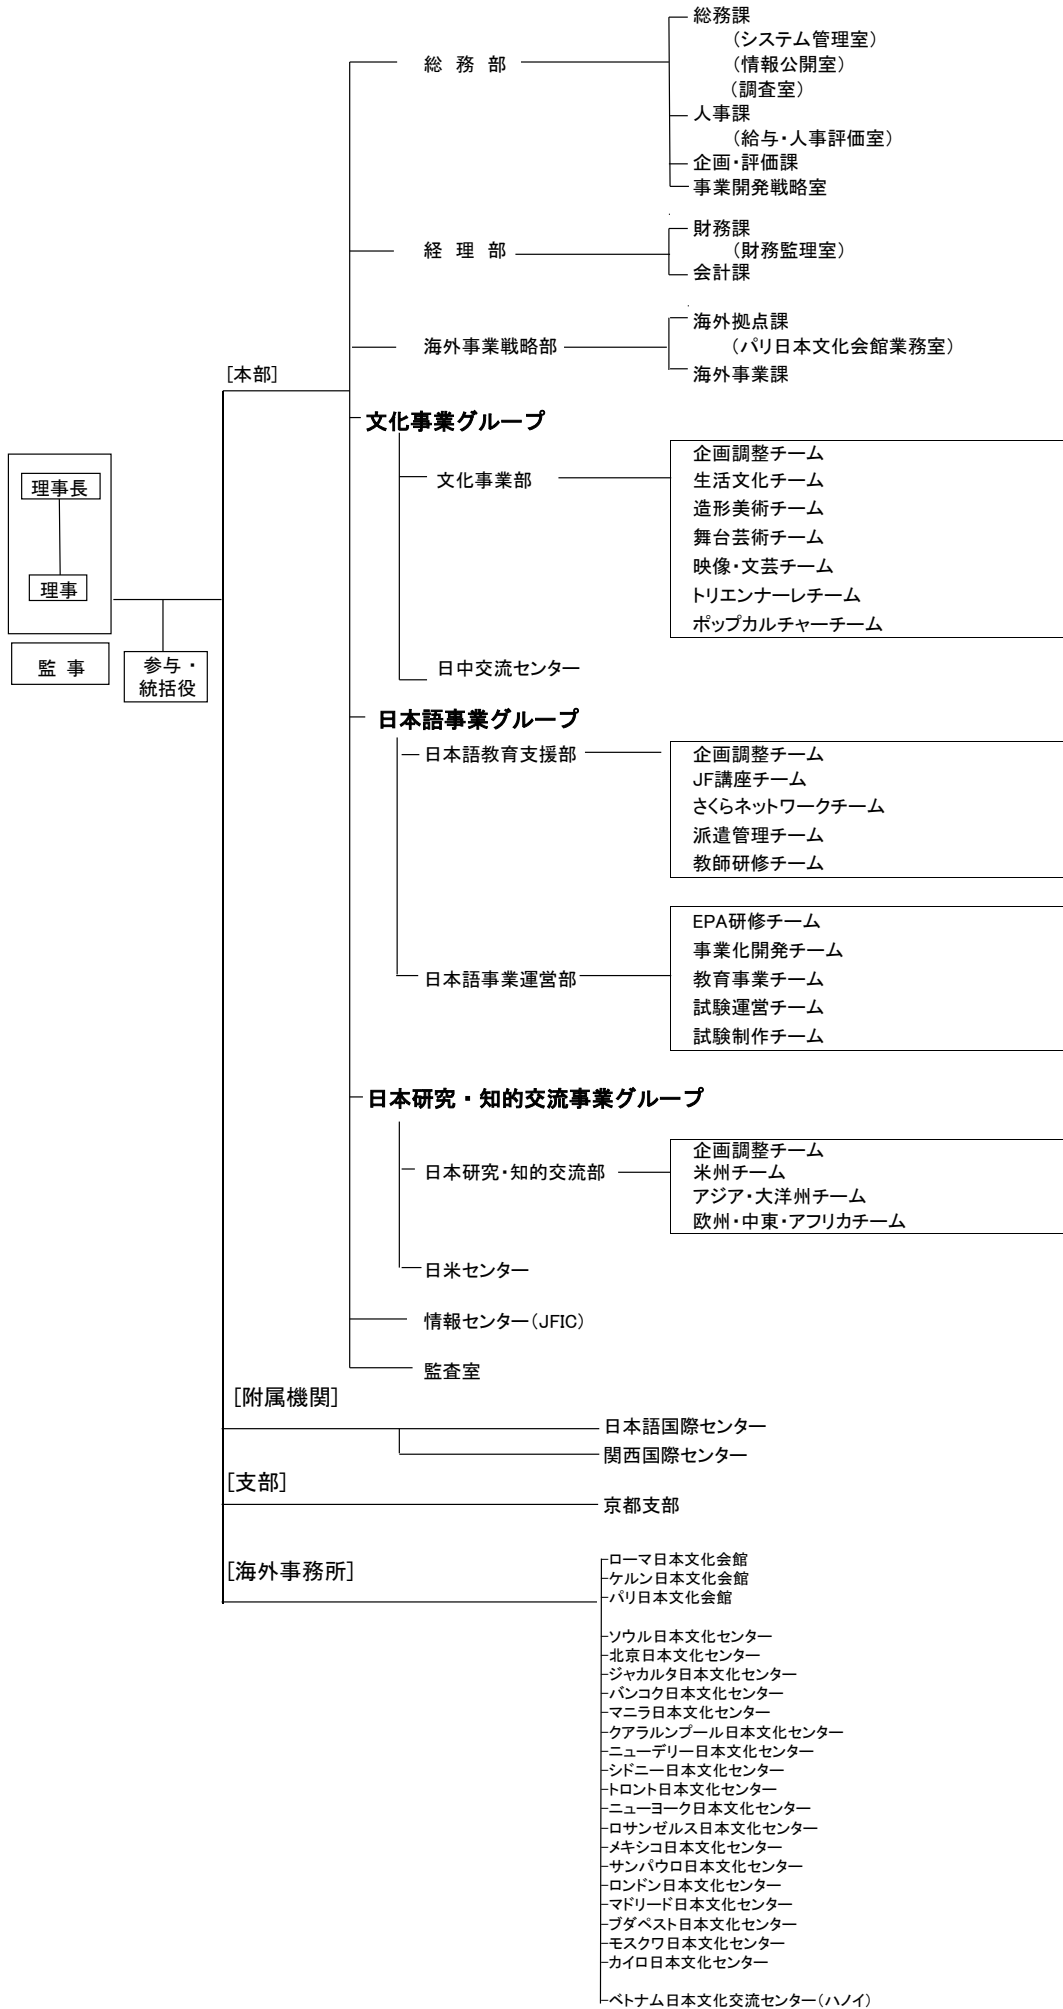 総務課
（システム管理室）
総 務 部
（情報公開室）
（調査室）
人事課
（給与・人事評価室）
企画・評価課
事業開発戦略室
財務課
経 理 部
（財務監理室）
会計課
海外拠点課
海外事業戦略部
（パリ日本文化会館業務室）
[本部]
海外事業課
文化事業グループ
理事長
理事
監 事
参与・
統括役
文化事業部
企画調整チーム
生活文化チーム
造形美術チーム
舞台芸術チーム
映像・文芸チーム
トリエンナーレチーム
ポップカルチャーチーム
日中交流センター
日本語事業グループ
日本語教育支援部
企画調整チーム
JF講座チーム
さくらネットワークチーム
派遣管理チーム
教師研修チーム
EPA研修チーム
事業化開発チーム
日本語事業運営部
教育事業チーム
試験運営チーム
試験制作チーム
日本研究・知的交流事業グループ
企画調整チーム
日本研究・知的交流部
米州チーム
アジア・大洋州チーム
欧州・中東・アフリカチーム
日米センター
情報センター（JFIC）
監査室
[附属機関]
日本語国際センター
関西国際センター
[支部]
京都支部
[海外事務所]
ローマ日本文化会館
ケルン日本文化会館
パリ日本文化会館
ソウル日本文化センター
北京日本文化センター
ジャカルタ日本文化センター
バンコク日本文化センター
マニラ日本文化センター
クアラルンプール日本文化センター
ニューデリー日本文化センター
シドニー日本文化センター
トロント日本文化センター
ニューヨーク日本文化センター
ロサンゼルス日本文化センター
メキシコ日本文化センター
サンパウロ日本文化センター
ロンドン日本文化センター
マドリード日本文化センター
ブダペスト日本文化センター
モスクワ日本文化センター
カイロ日本文化センター
ベトナム日本文化交流センター（ハノイ）